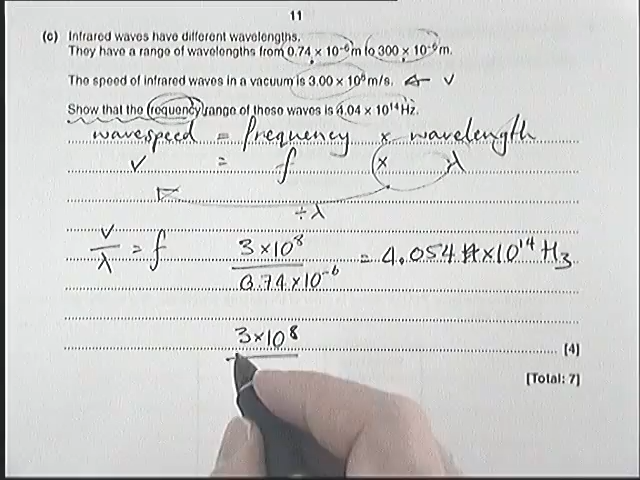 11
(c) Infrared waves have different wavelengths.
They have a range of wavelengths from 0.74 × 10⁻⁶ m to 300 × 10⁻⁶ m.
The speed of infrared waves in a vacuum is 3.00 × 10⁸ m/s. ← v
Show that the frequency range of these waves is 4.04 × 10¹⁴ Hz.
wavespeed = frequency × wavelength
v = f × λ
÷ λ
v/λ = f 3 × 10⁸ / 0.74 × 10⁻⁶ = 4.054 × 10¹⁴ Hz
3 × 10⁸
[4]
[Total: 7]